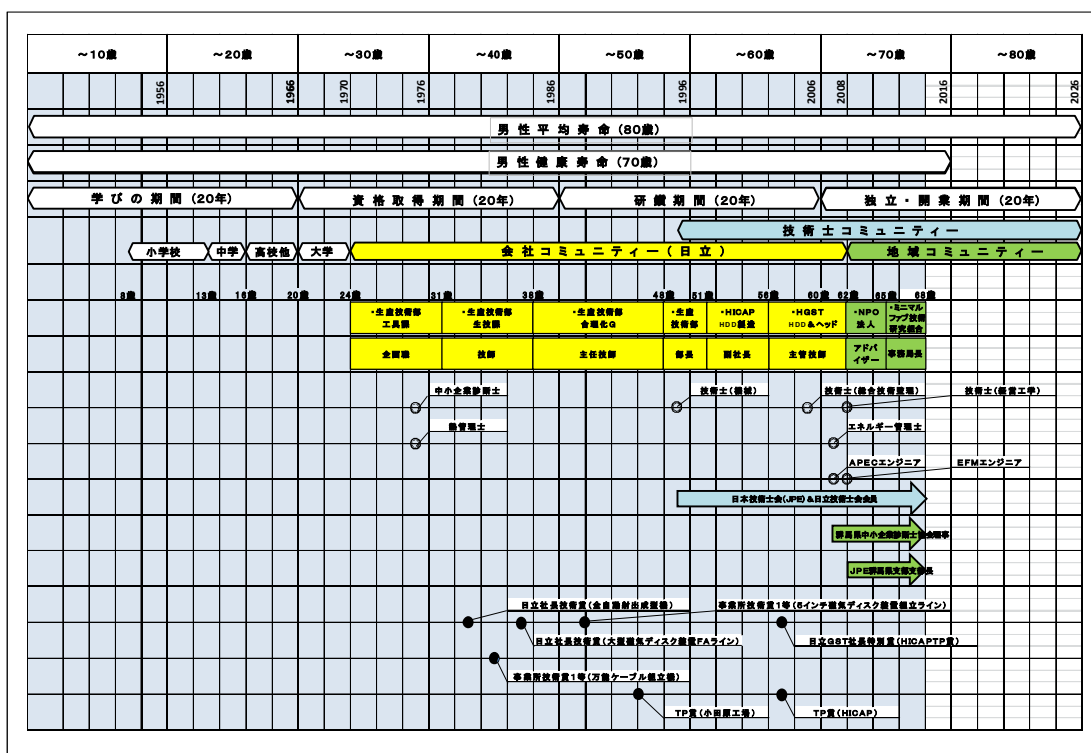 ~10歳 ~20歳 ~30歳 ~40歳 ~50歳 ~60歳 ~70歳 ~80歳
1956 1966 1970 1976 1986 1996 2006 2008 2016 2026
男性平均寿命(80歳)
男性健康寿命(70歳)
学びの期間(20年) 資格取得期間(20年) 研鑽期間(20年) 独立・開業期間(20年)
技術士コミュニティー
小学校 中学 高校他 大学 会社コミュニティー(日立) 地域コミュニティー
13歳 16歳 20歳 24歳 31歳 38歳 48歳 51歳 56歳 60歳 62歳 65歳 68歳
・生産技術部 ・生産技術部 ・生産技術部 ・生産 ・HICAP ・HGST ・NPO ・ミニマル
工具課 生技課 合理化G 技術部 HDD製造 HDD&ヘッド 法人 ファブ技術
研究組合
企画職 技師 主任技師 部長 副社長 主管技師 アドバ 事務局長
イザー
中小企業診断士 技術士(機械) 技術士(総合技術監理) 技術士(経営工学)
熱管理士 エネルギー管理士
APECエンジニア EFMエンジニア
日本技術士会(JPE)&日立技術士会会員
群馬県中小企業診断士協会理事
JPE群馬県支部支部長
日立社長技術賞(全自動射出成型機) 事業所技術賞1等(5インチ磁気ディスク装置組立ライン)
日立社長技術賞(大型磁気ディスク装置FAライン) 日立GST社長特別賞(HICAPTP賞)
事業所技術賞1等(万能ケーブル組立機)
TP賞(小田原工場) TP賞(HICAP)